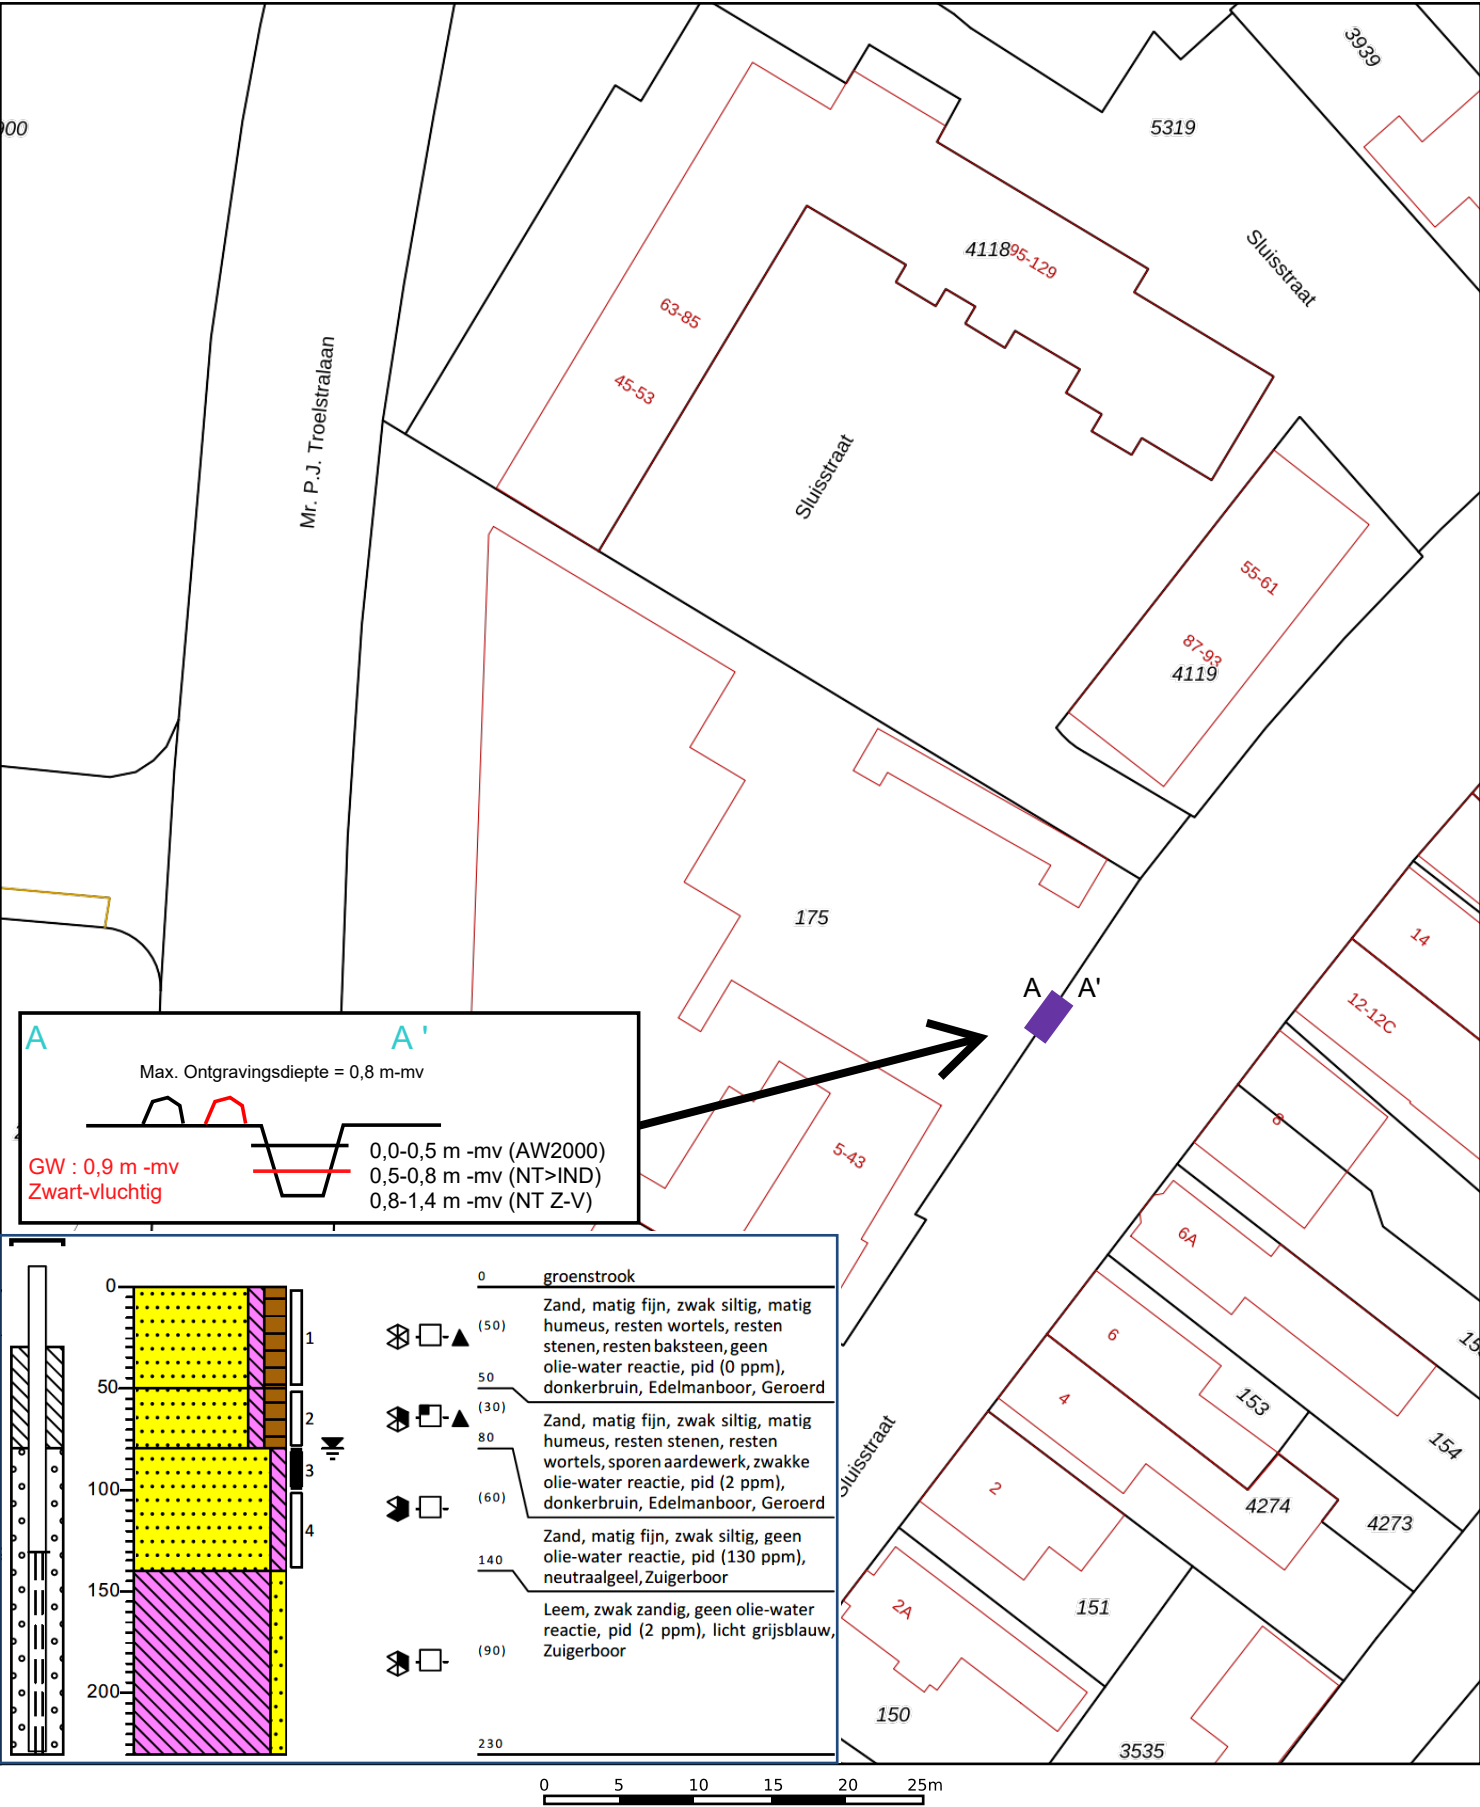 3939
900
5319
Sluisstraat
4118
95-129
63-85
45-53
Mr. P.J. Troelstralaan
Sluisstraat
55-61
87-93
4119
175
14
12-12C
A A'
8
5-43
6A
6
4
2
153
154
4274
4273
2A
151
150
3535
Sluisstraat
A A '
Max. Ontgravingsdiepte = 0,8 m-mv
GW : 0,9 m -mv
Zwart-vluchtig
0,0-0,5 m -mv (AW2000)
0,5-0,8 m -mv (NT>IND)
0,8-1,4 m -mv (NT Z-V)
0
50
100
150
200
1
2
3
4
0 groenstrook
(50)
Zand, matig fijn, zwak siltig, matig
humeus, resten wortels, resten
stenen, resten baksteen, geen
olie-water reactie, pid (0 ppm),
donkerbruin, Edelmanboor, Geroerd
50
(30)
Zand, matig fijn, zwak siltig, matig
humeus, resten stenen, resten
wortels, sporen aardewerk, zwakke
olie-water reactie, pid (2 ppm),
donkerbruin, Edelmanboor, Geroerd
80
(60)
Zand, matig fijn, zwak siltig, geen
olie-water reactie, pid (130 ppm),
neutraalgeel, Zuigerboor
140
Leem, zwak zandig, geen olie-water
reactie, pid (2 ppm), licht grijsblauw,
Zuigerboor
(90)
230
0 5 10 15 20 25m